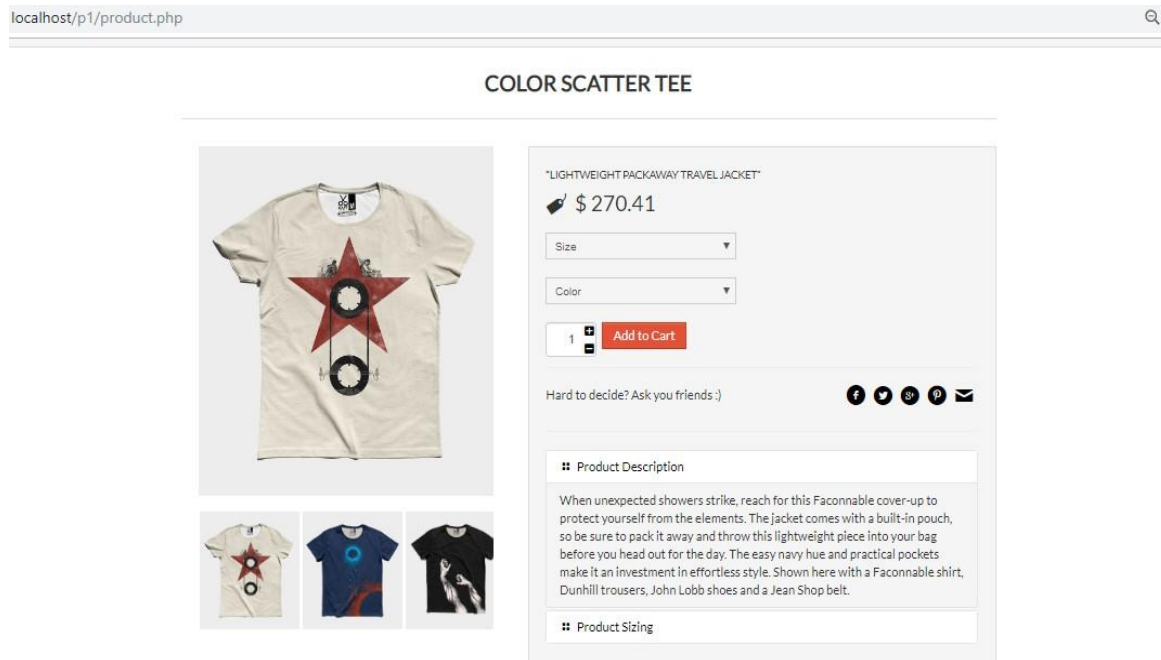 localhost/p1/product.php
COLOR SCATTER TEE
"LIGHTWEIGHT PACKAWAY TRAVEL JACKET"
$ 270.41
Size
Color
1
Add to Cart
Hard to decide? Ask you friends :)
Product Description
When unexpected showers strike, reach for this Faconnable cover-up to
protect yourself from the elements. The jacket comes with a built-in pouch,
so be sure to pack it away and throw this lightweight piece into your bag
before you head out for the day. The easy navy hue and practical pockets
make it an investment in effortless style. Shown here with a Faconnable shirt,
Dunhill trousers, John Lobb shoes and a Jean Shop belt.
Product Sizing